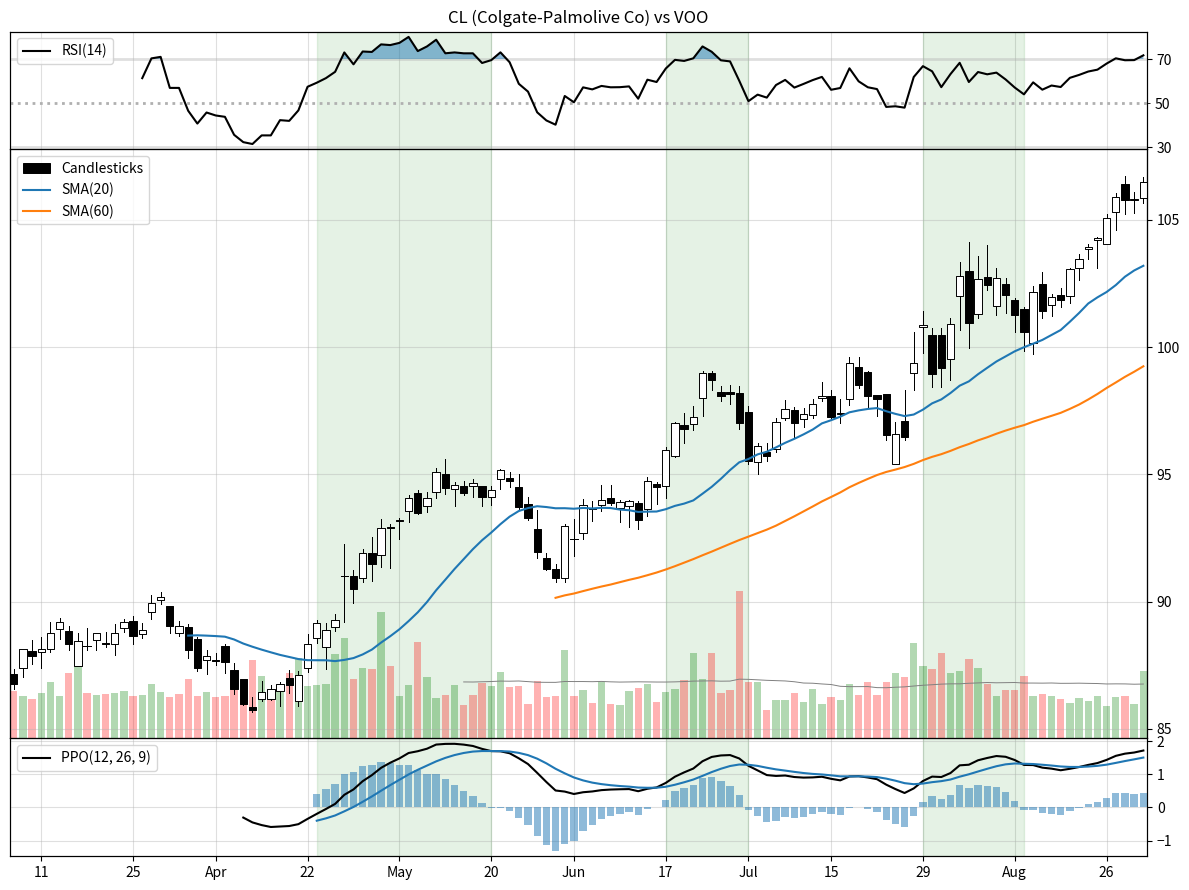 CL (Colgate-Palmolive Co) vs VOO
RSI(14)
70
50
30
Candlesticks
SMA(20)
SMA(60)
105
100
95
90
85
PPO(12, 26, 9)
2
1
0
−1
11 25 Apr 22 May 20 Jun 17 Jul 15 29 Aug 26